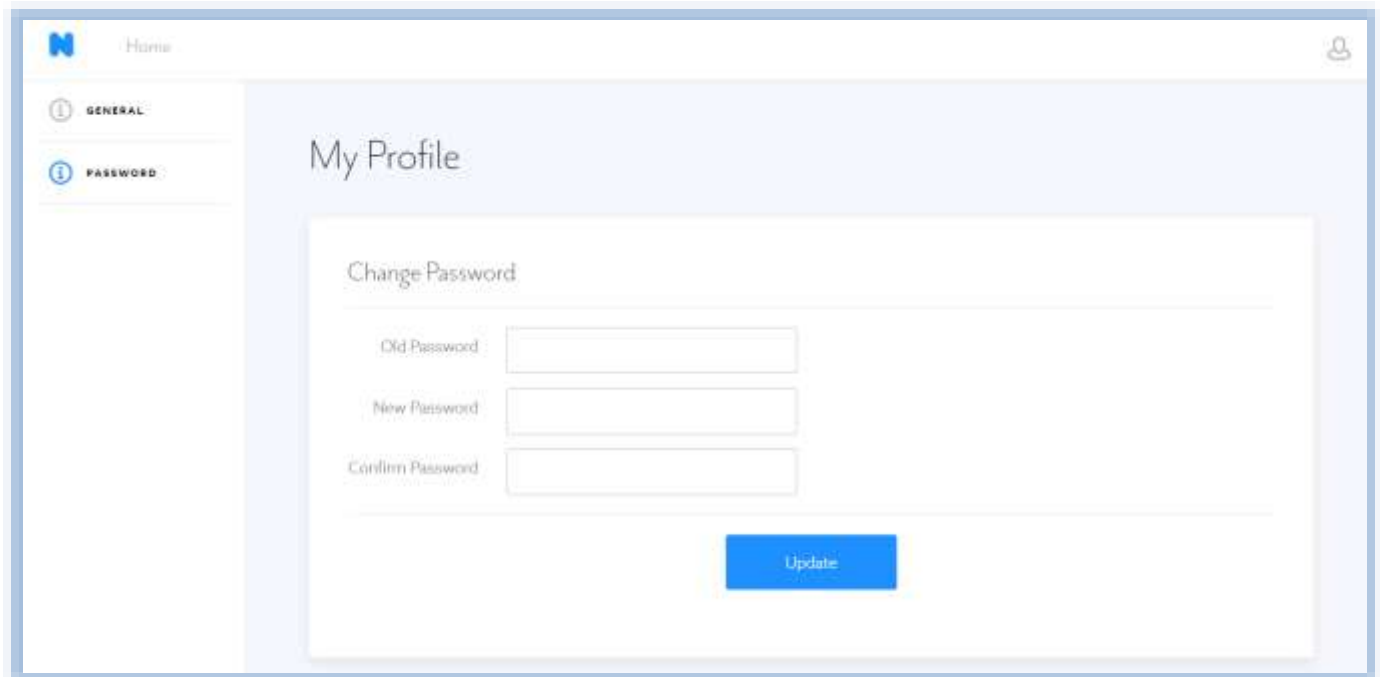 N Home
GENERAL
PASSWORD
My Profile
Change Password
Old Password
New Password
Confirm Password
Update